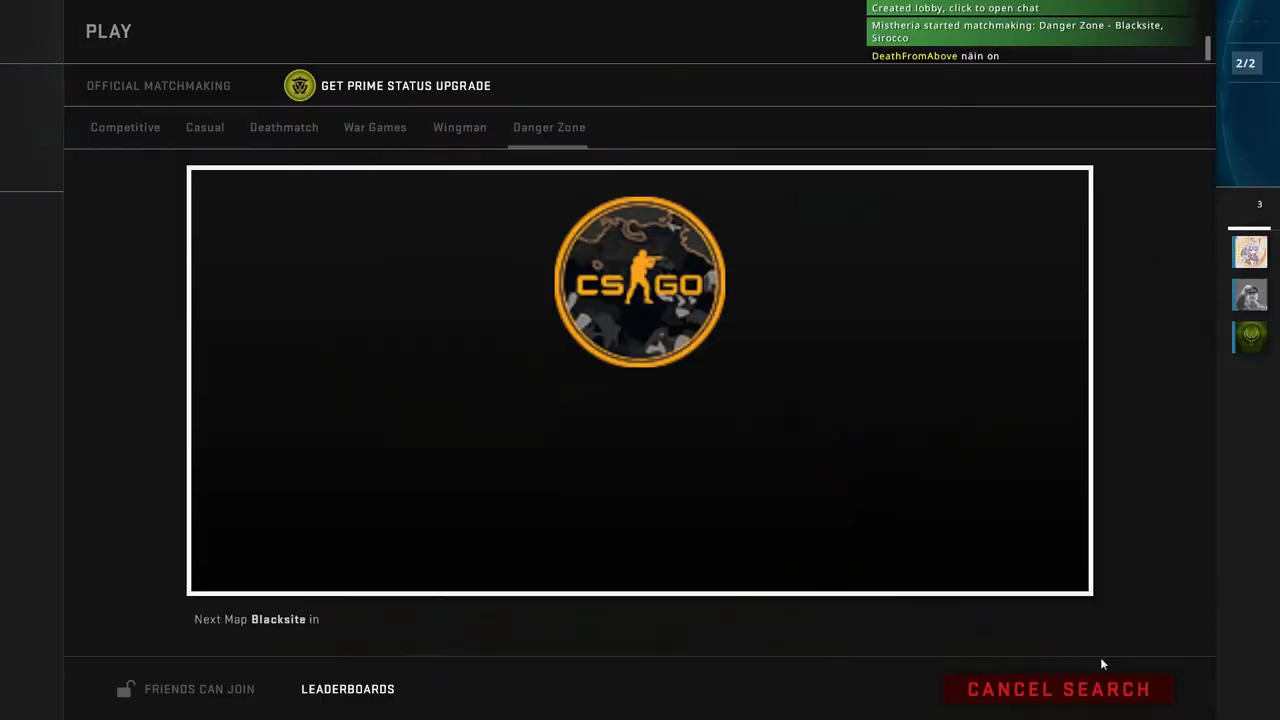 PLAY
Created lobby, click to open chat
Mistheria started matchmaking: Danger Zone - Blacksite,
Sirocco
DeathFromAbove näin on
2/2
OFFICIAL MATCHMAKING
GET PRIME STATUS UPGRADE
Competitive
Casual
Deathmatch
War Games
Wingman
Danger Zone
3
CS GO
Next Map Blacksite in
FRIENDS CAN JOIN
LEADERBOARDS
CANCEL SEARCH